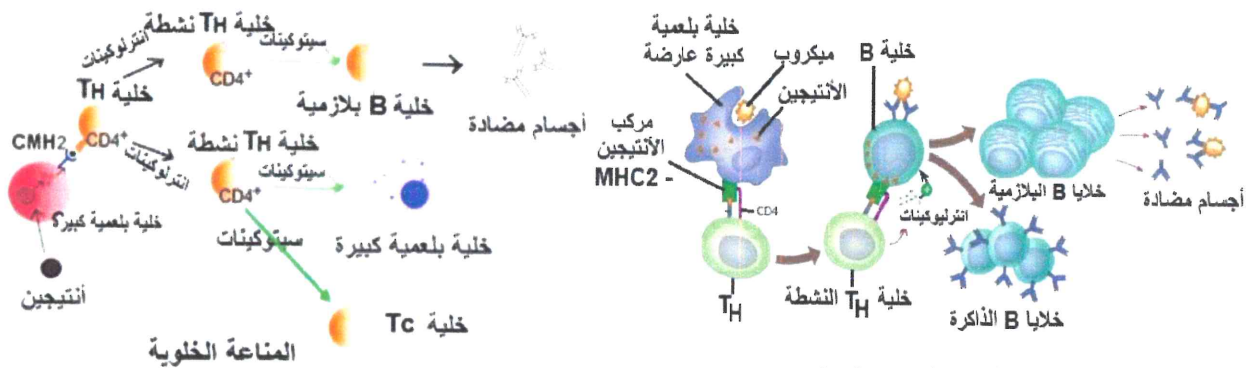 خلية TH نشطة
انترلوكينات
سيتوكينات
CD4+
خلية TH
خلية B بلازمية
أجسام مضادة
CMH2
CD4+
انترلوكينات
خلية TH نشطة
سيتوكينات
CD4+
خلية بلعمية كبير؟
سيتوكينات
خلية بلعمية كبيرة
أنتيجين
خلية Tc
المناعة الخلوية
خلية بلعمية
كبيرة عارضة
ميكروب
الأنتيجين
خلية B
مركب
الأنتيجين
MHC2 -
CD4
انترليوكينات
خلايا B البلازمية
أجسام مضادة
TH
خلية TH النشطة
خلايا B الذاكرة